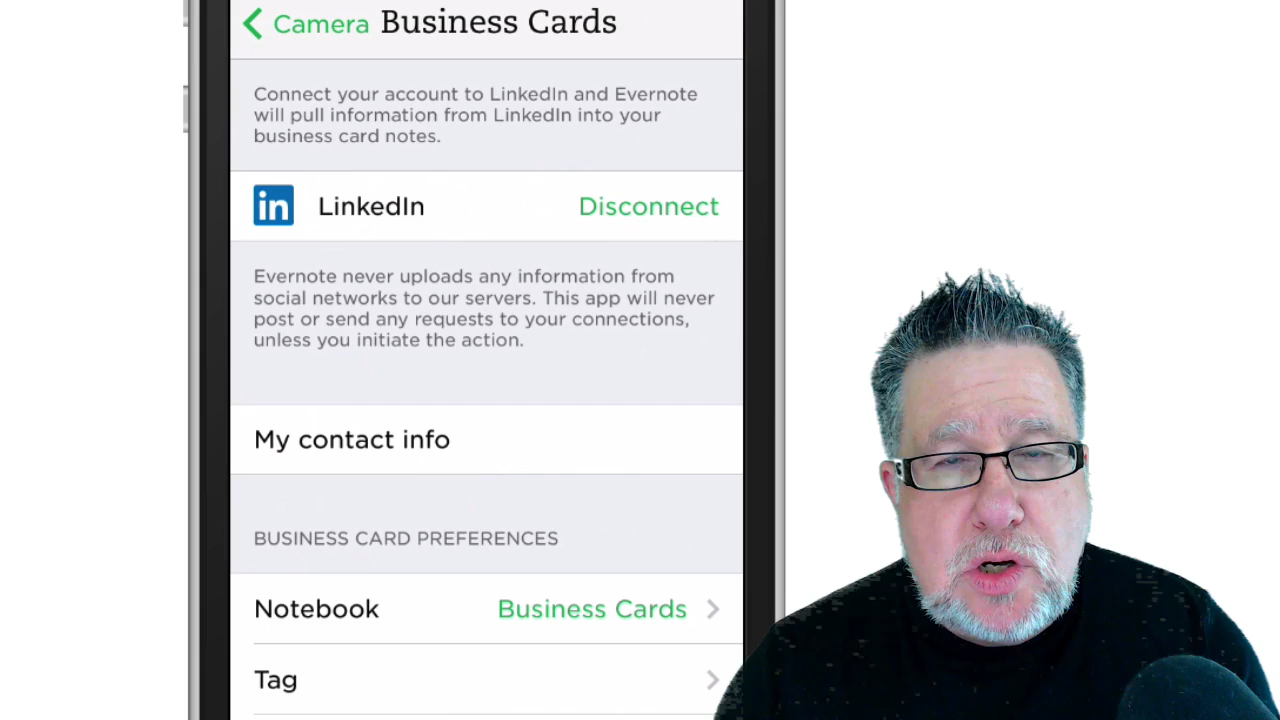 Camera Business Cards
Connect your account to LinkedIn and Evernote
will pull information from LinkedIn into your
business card notes.
in LinkedIn Disconnect
Evernote never uploads any information from
social networks to our servers. This app will never
post or send any requests to your connections,
unless you initiate the action.
My contact info
BUSINESS CARD PREFERENCES
Notebook Business Cards
Tag